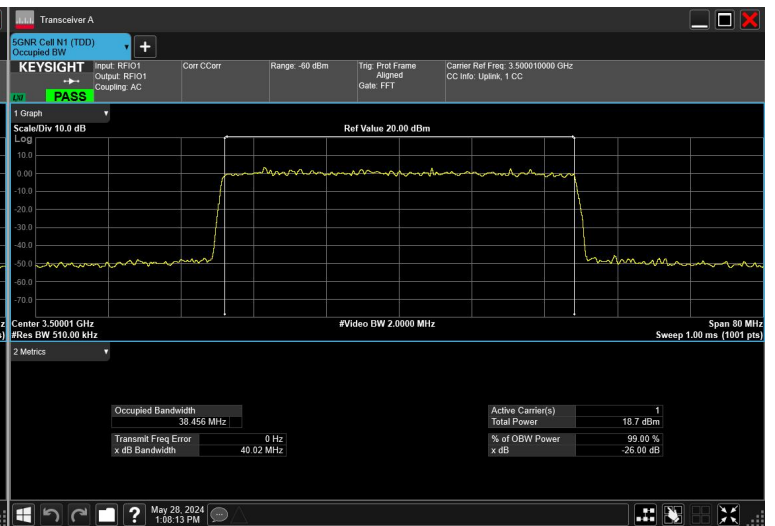 Transceiver A
5GNR Cell N1 (TDD)
Occupied BW
+
KEYSIGHT
LXI
PASS
Input: RFIO1
Output: RFIO1
Coupling: AC
Corr CCorr
Range: -60 dBm
Trig: Prot Frame
Aligned
Gate: FFT
Carrier Ref Freq: 3.500010000 GHz
CC Info: Uplink, 1 CC
1 Graph
Scale/Div 10.0 dB
Ref Value 20.00 dBm
Log
10.0
0.00
-10.0
-20.0
-30.0
-40.0
-50.0
-60.0
-70.0
z Center 3.50001 GHz
#Video BW 2.0000 MHz
Span 80 MHz
s) #Res BW 510.00 kHz
Sweep 1.00 ms (1001 pts)
2 Metrics
Occupied Bandwidth
38.456 MHz
Transmit Freq Error 0 Hz
x dB Bandwidth 40.02 MHz
Active Carrier(s) 1
Total Power 18.7 dBm
% of OBW Power 99.00 %
x dB -26.00 dB
?
May 28, 2024
1:08:13 PM